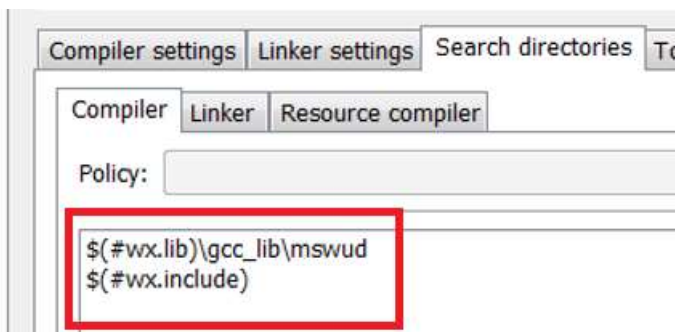 Compiler settings Linker settings Search directories
Compiler Linker Resource compiler
Policy:
$(#wx.lib)\gcc_lib\mswud
$(#wx.include)